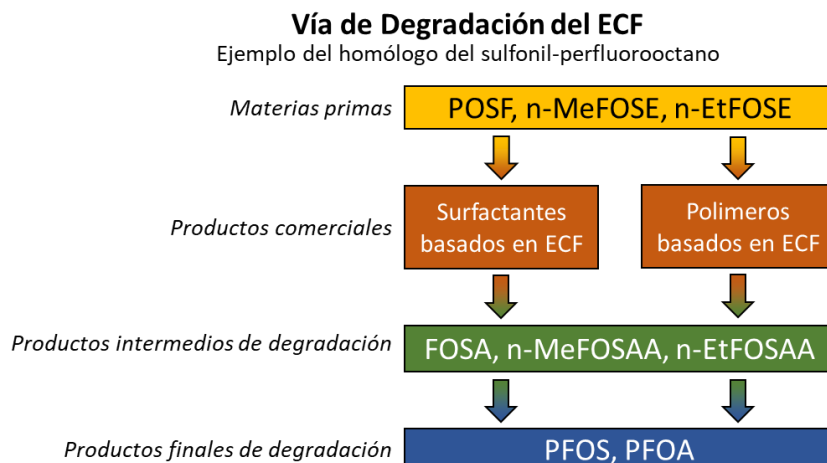 Vía de Degradación del ECF
Ejemplo del homólogo del sulfonil-perfluorooctano
Materias primas
POSF, n-MeFOSE, n-EtFOSE
Productos comerciales
Surfactantes
basados en ECF
Polimeros
basados en ECF
Productos intermedios de degradación
FOSA, n-MeFOSAA, n-EtFOSAA
Productos finales de degradación
PFOS, PFOA